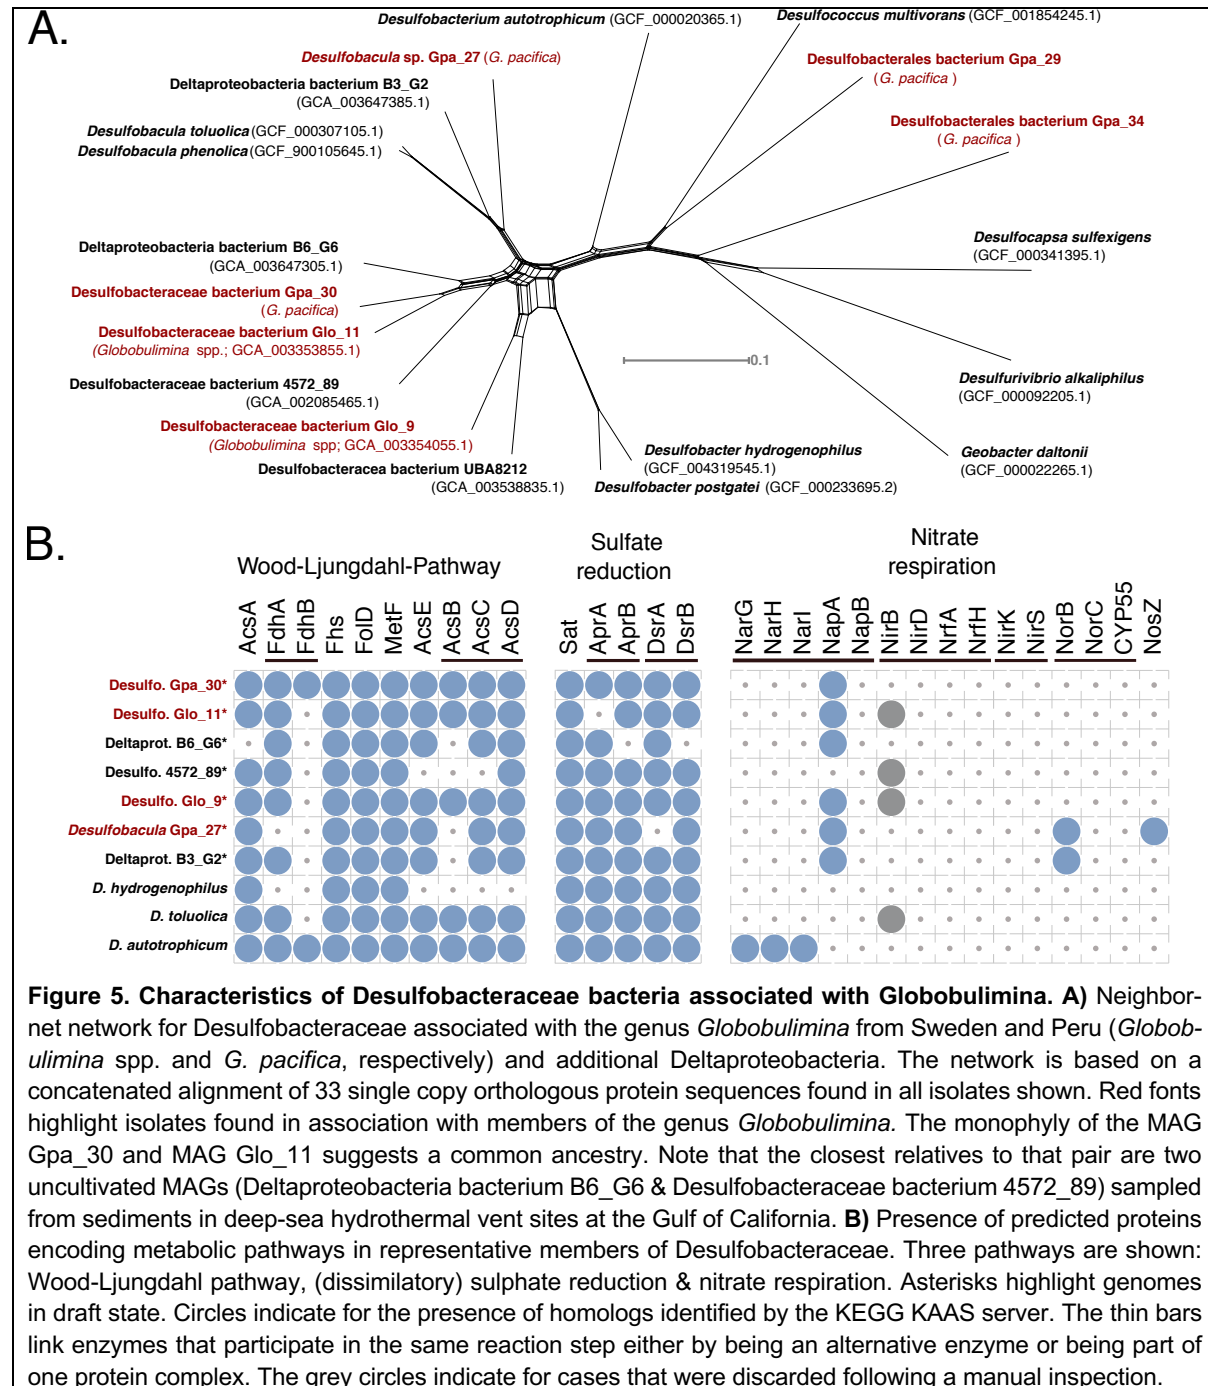 A.
Desulfobacterium autotrophicum (GCF_000020365.1)
Desulfococcus multivorans (GCF_001854245.1)
Desulfobacula sp. Gpa_27 (G. pacifica)
Desulfobacterales bacterium Gpa_29
(G. pacifica )
Deltaproteobacteria bacterium B3_G2
(GCA_003647385.1)
Desulfobacterales bacterium Gpa_34
(G. pacifica )
Desulfobacula toluolica (GCF_000307105.1)
Desulfobacula phenolica (GCF_900105645.1)
Deltaproteobacteria bacterium B6_G6
(GCA_003647305.1)
Desulfocapsa sulfexigens
(GCF_000341395.1)
Desulfobacteraceae bacterium Gpa_30
(G. pacifica)
Desulfobacteraceae bacterium Glo_11
(Globobulimina spp.; GCA_003353855.1)
0.1
Desulfobacteraceae bacterium 4572_89
(GCA_002085465.1)
Desulfurivibrio alkaliphilus
(GCF_000092205.1)
Desulfobacteraceae bacterium Glo_9
(Globobulimina spp; GCA_003354055.1)
Desulfobacteracea bacterium UBA8212
(GCA_003538835.1)
Desulfobacter hydrogenophilus
(GCF_004319545.1)
Desulfobacter postgatei (GCF_000233695.2)
Geobacter daltonii
(GCF_000022265.1)
B.
Wood-Ljungdahl-Pathway
Sulfate
reduction
Nitrate
respiration
AcsA FdhA FdhB Fhs FolD MetF AcsE AcsB AcsC AcsD Sat AprA AprB DsrA DsrB NarG NarH NarI NapA NapB NirB NirD NrfA NrfH NirK NirS NorB NorC CYP55 NosZ
Desulfo. Gpa_30*
Desulfo. Glo_11*
Deltaprot. B6_G6*
Desulfo. 4572_89*
Desulfo. Glo_9*
Desulfobacula Gpa_27*
Deltaprot. B3_G2*
D. hydrogenophilus
D. toluolica
D. autotrophicum
Figure 5. Characteristics of Desulfobacteraceae bacteria associated with Globobulimina. A) Neighbor-
net network for Desulfobacteraceae associated with the genus Globobulimina from Sweden and Peru (Globob-
ulimina spp. and G. pacifica, respectively) and additional Deltaproteobacteria. The network is based on a
concatenated alignment of 33 single copy orthologous protein sequences found in all isolates shown. Red fonts
highlight isolates found in association with members of the genus Globobulimina. The monophyly of the MAG
Gpa_30 and MAG Glo_11 suggests a common ancestry. Note that the closest relatives to that pair are two
uncultivated MAGs (Deltaproteobacteria bacterium B6_G6 & Desulfobacteraceae bacterium 4572_89) sampled
from sediments in deep-sea hydrothermal vent sites at the Gulf of California. B) Presence of predicted proteins
encoding metabolic pathways in representative members of Desulfobacteraceae. Three pathways are shown:
Wood-Ljungdahl pathway, (dissimilatory) sulphate reduction & nitrate respiration. Asterisks highlight genomes
in draft state. Circles indicate for the presence of homologs identified by the KEGG KAAS server. The thin bars
link enzymes that participate in the same reaction step either by being an alternative enzyme or being part of
one protein complex. The grey circles indicate for cases that were discarded following a manual inspection.